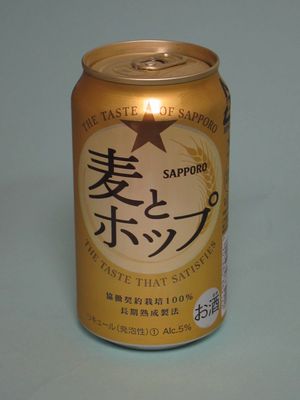 THE TASTE OF SAPPORO
SAPPORO
麦と
ホップ
THE TASTE THAT SATISFIES
協働契約栽培100%
長期熟成製法
お酒
リキュール(発泡性)① Alc.5%